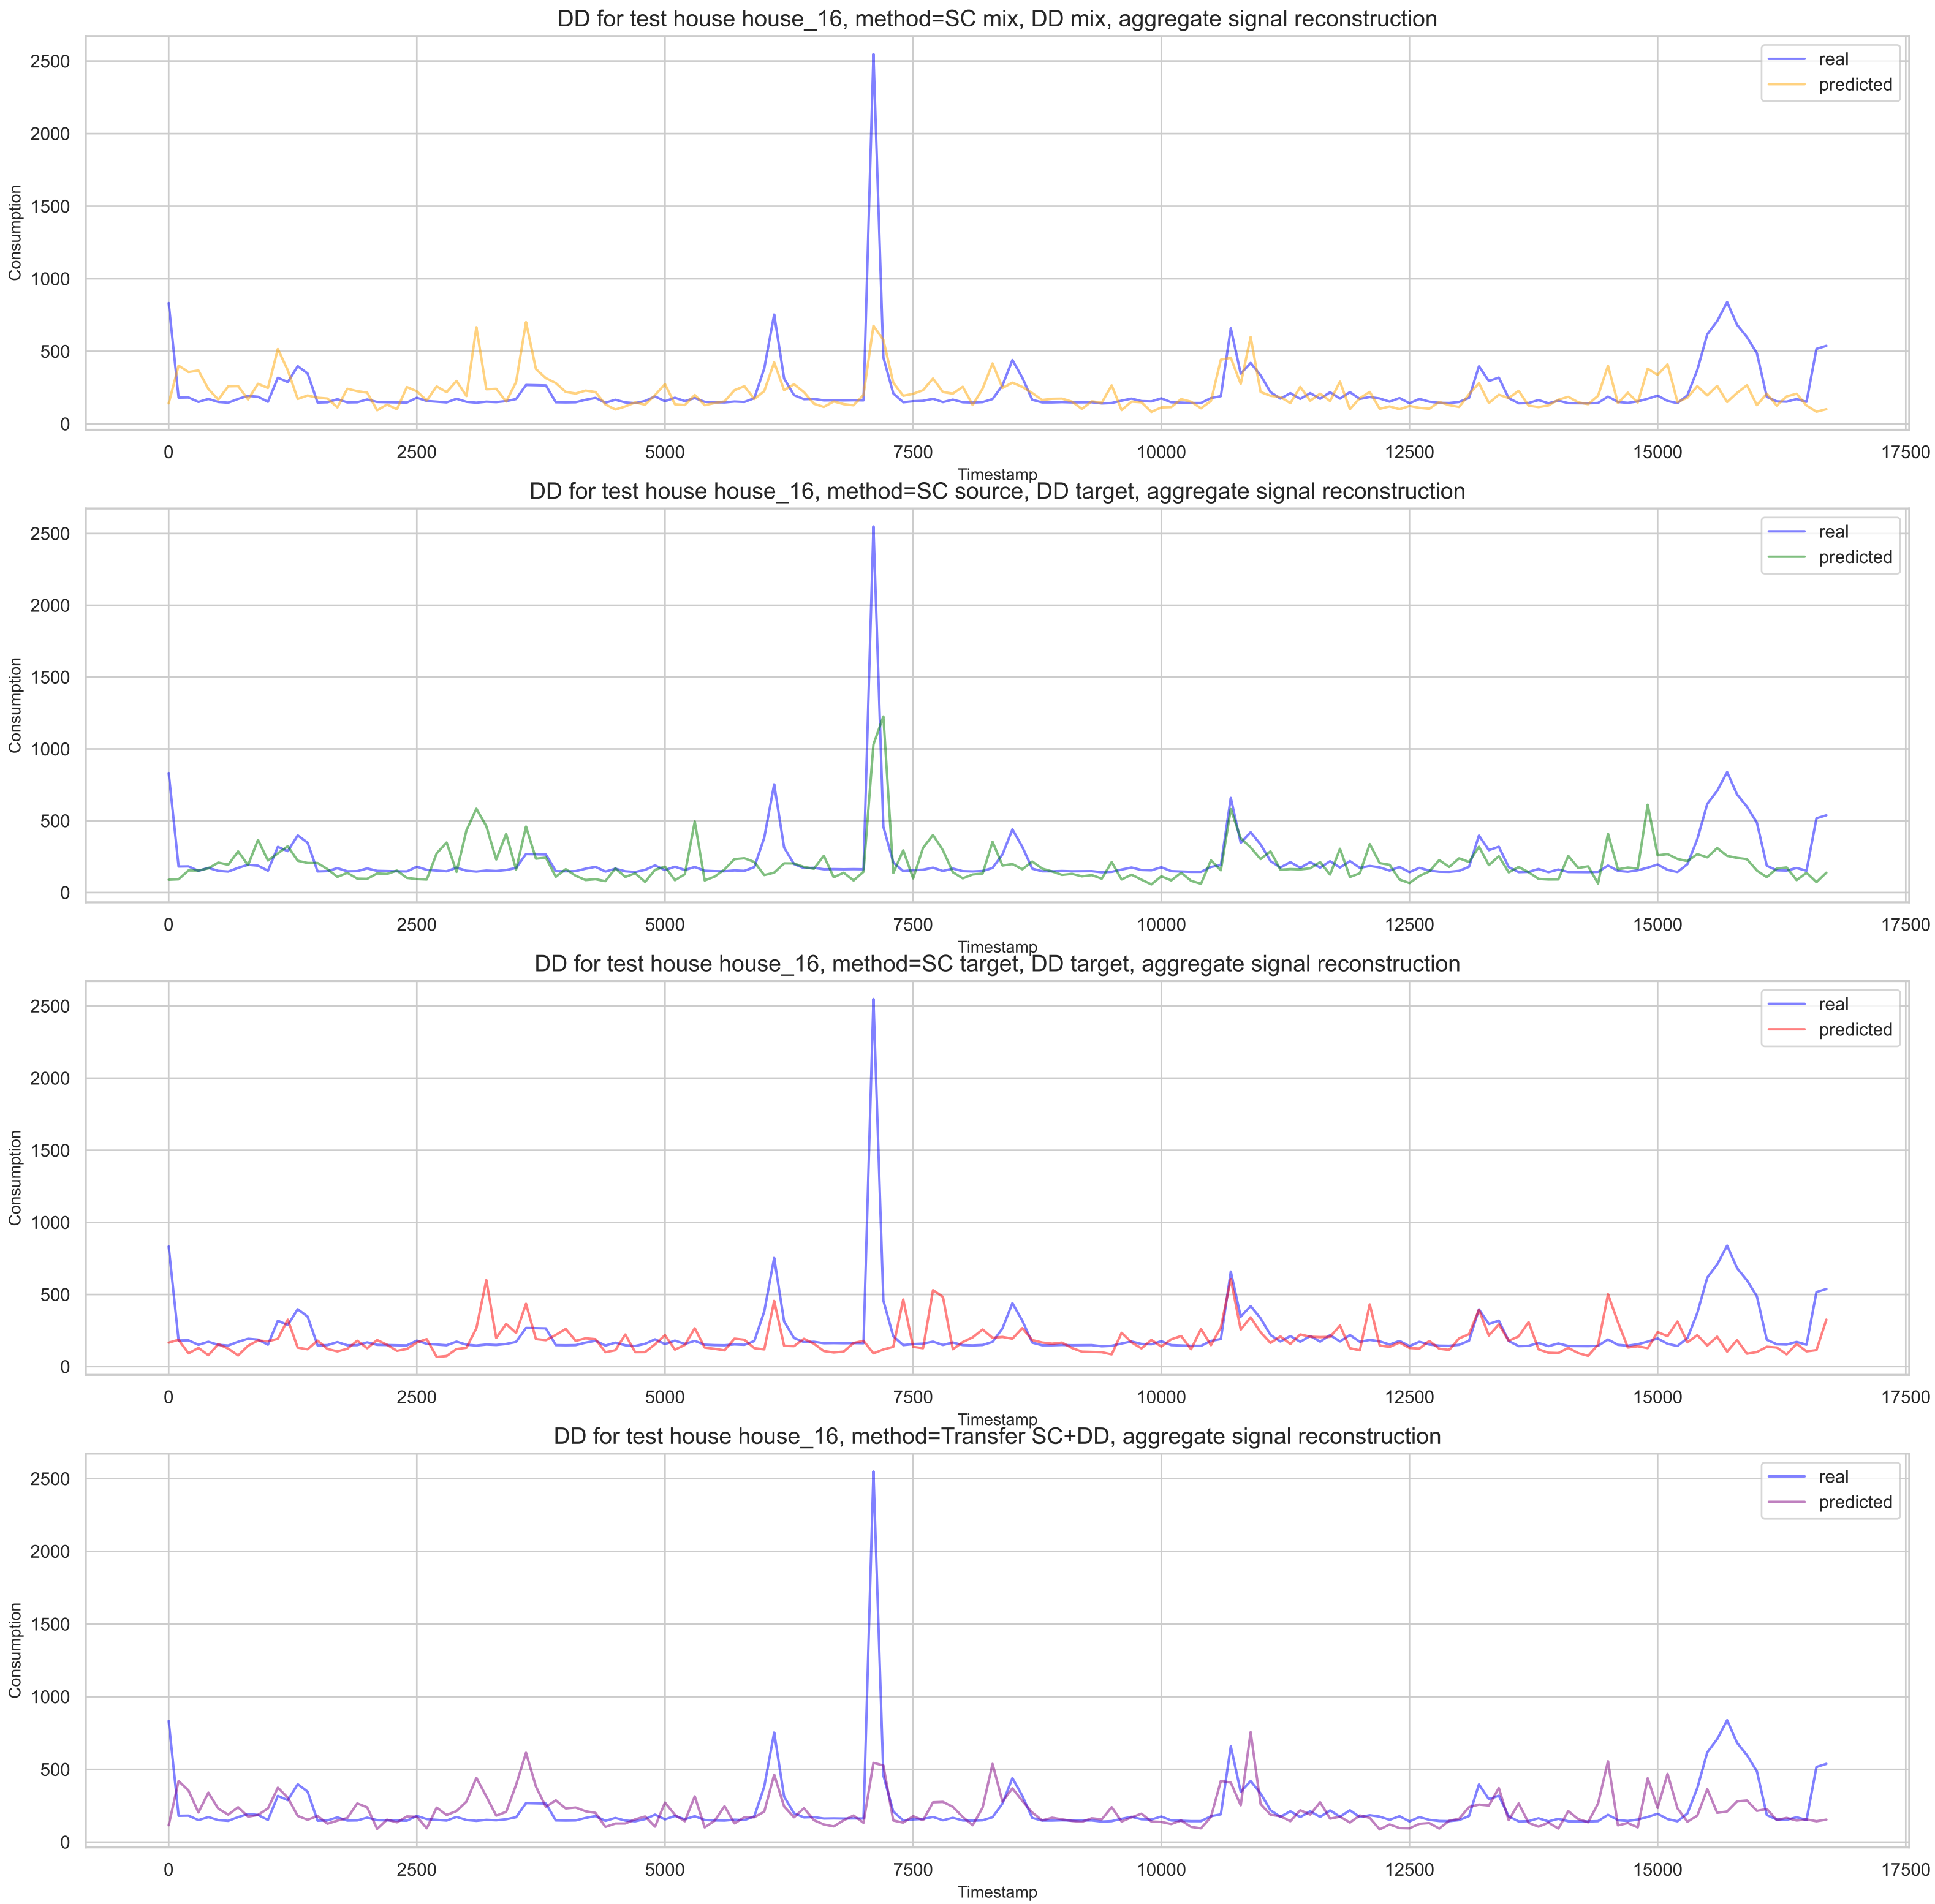 DD for test house house_16, method=SC mix, DD mix, aggregate signal reconstruction
real
predicted
2500
2000
1500
1000
500
0
Consumption
0 2500 5000 7500 10000 12500 15000 17500
Timestamp
DD for test house house_16, method=SC source, DD target, aggregate signal reconstruction
real
predicted
2500
2000
1500
1000
500
0
Consumption
0 2500 5000 7500 10000 12500 15000 17500
Timestamp
DD for test house house_16, method=SC target, DD target, aggregate signal reconstruction
real
predicted
2500
2000
1500
1000
500
0
Consumption
0 2500 5000 7500 10000 12500 15000 17500
Timestamp
DD for test house house_16, method=Transfer SC+DD, aggregate signal reconstruction
real
predicted
2500
2000
1500
1000
500
0
Consumption
0 2500 5000 7500 10000 12500 15000 17500
Timestamp